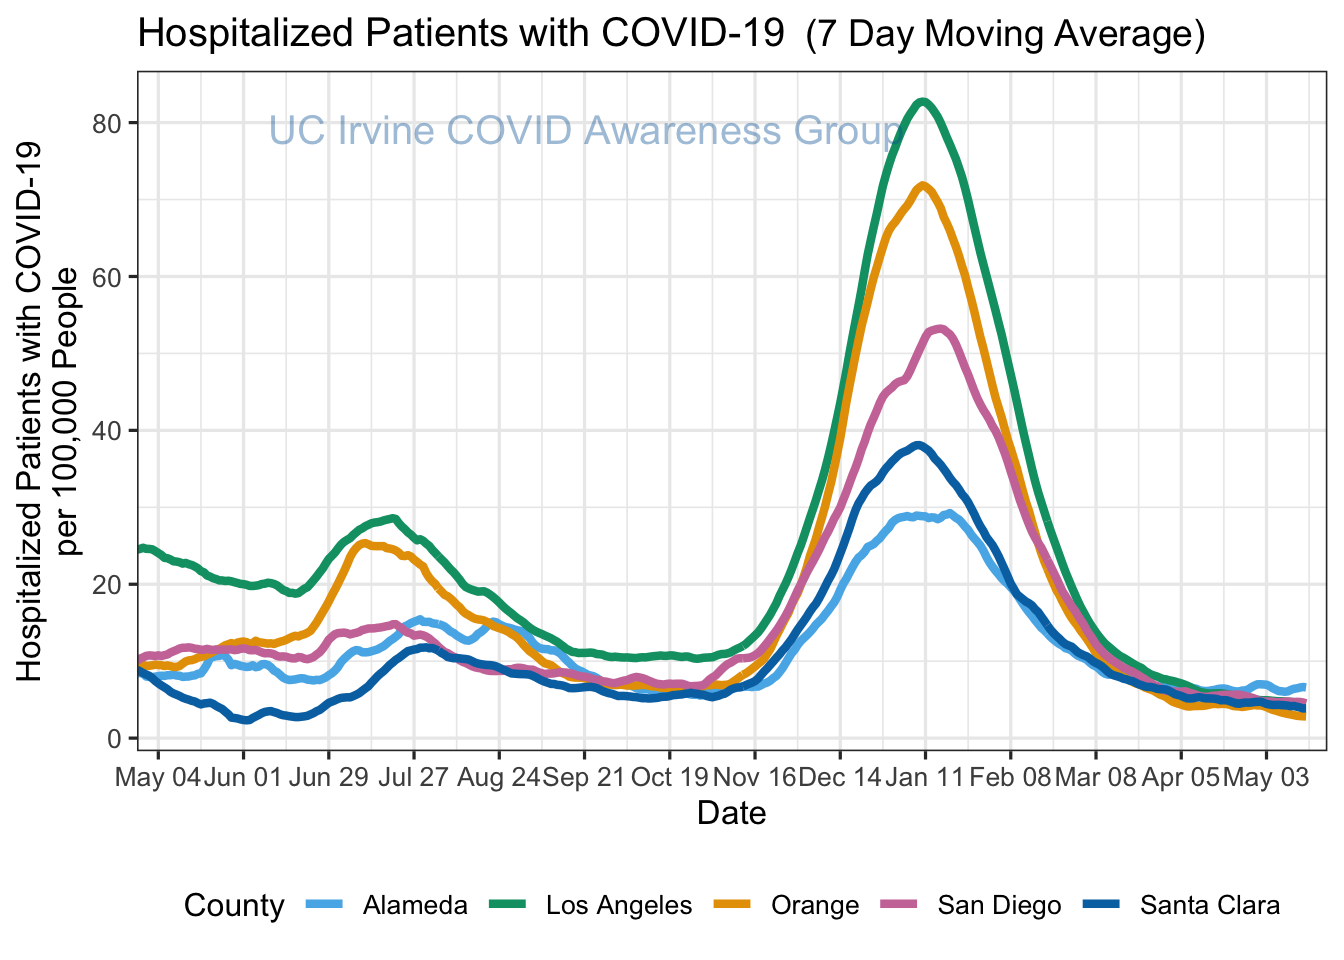 Hospitalized Patients with COVID-19 (7 Day Moving Average)
UC Irvine COVID Awareness Group
Hospitalized Patients with COVID-19
per 100,000 People
80
60
40
20
0
May 04 Jun 01 Jun 29 Jul 27 Aug 24 Sep 21 Oct 19 Nov 16 Dec 14 Jan 11 Feb 08 Mar 08 Apr 05 May 03
Date
County Alameda Los Angeles Orange San Diego Santa Clara